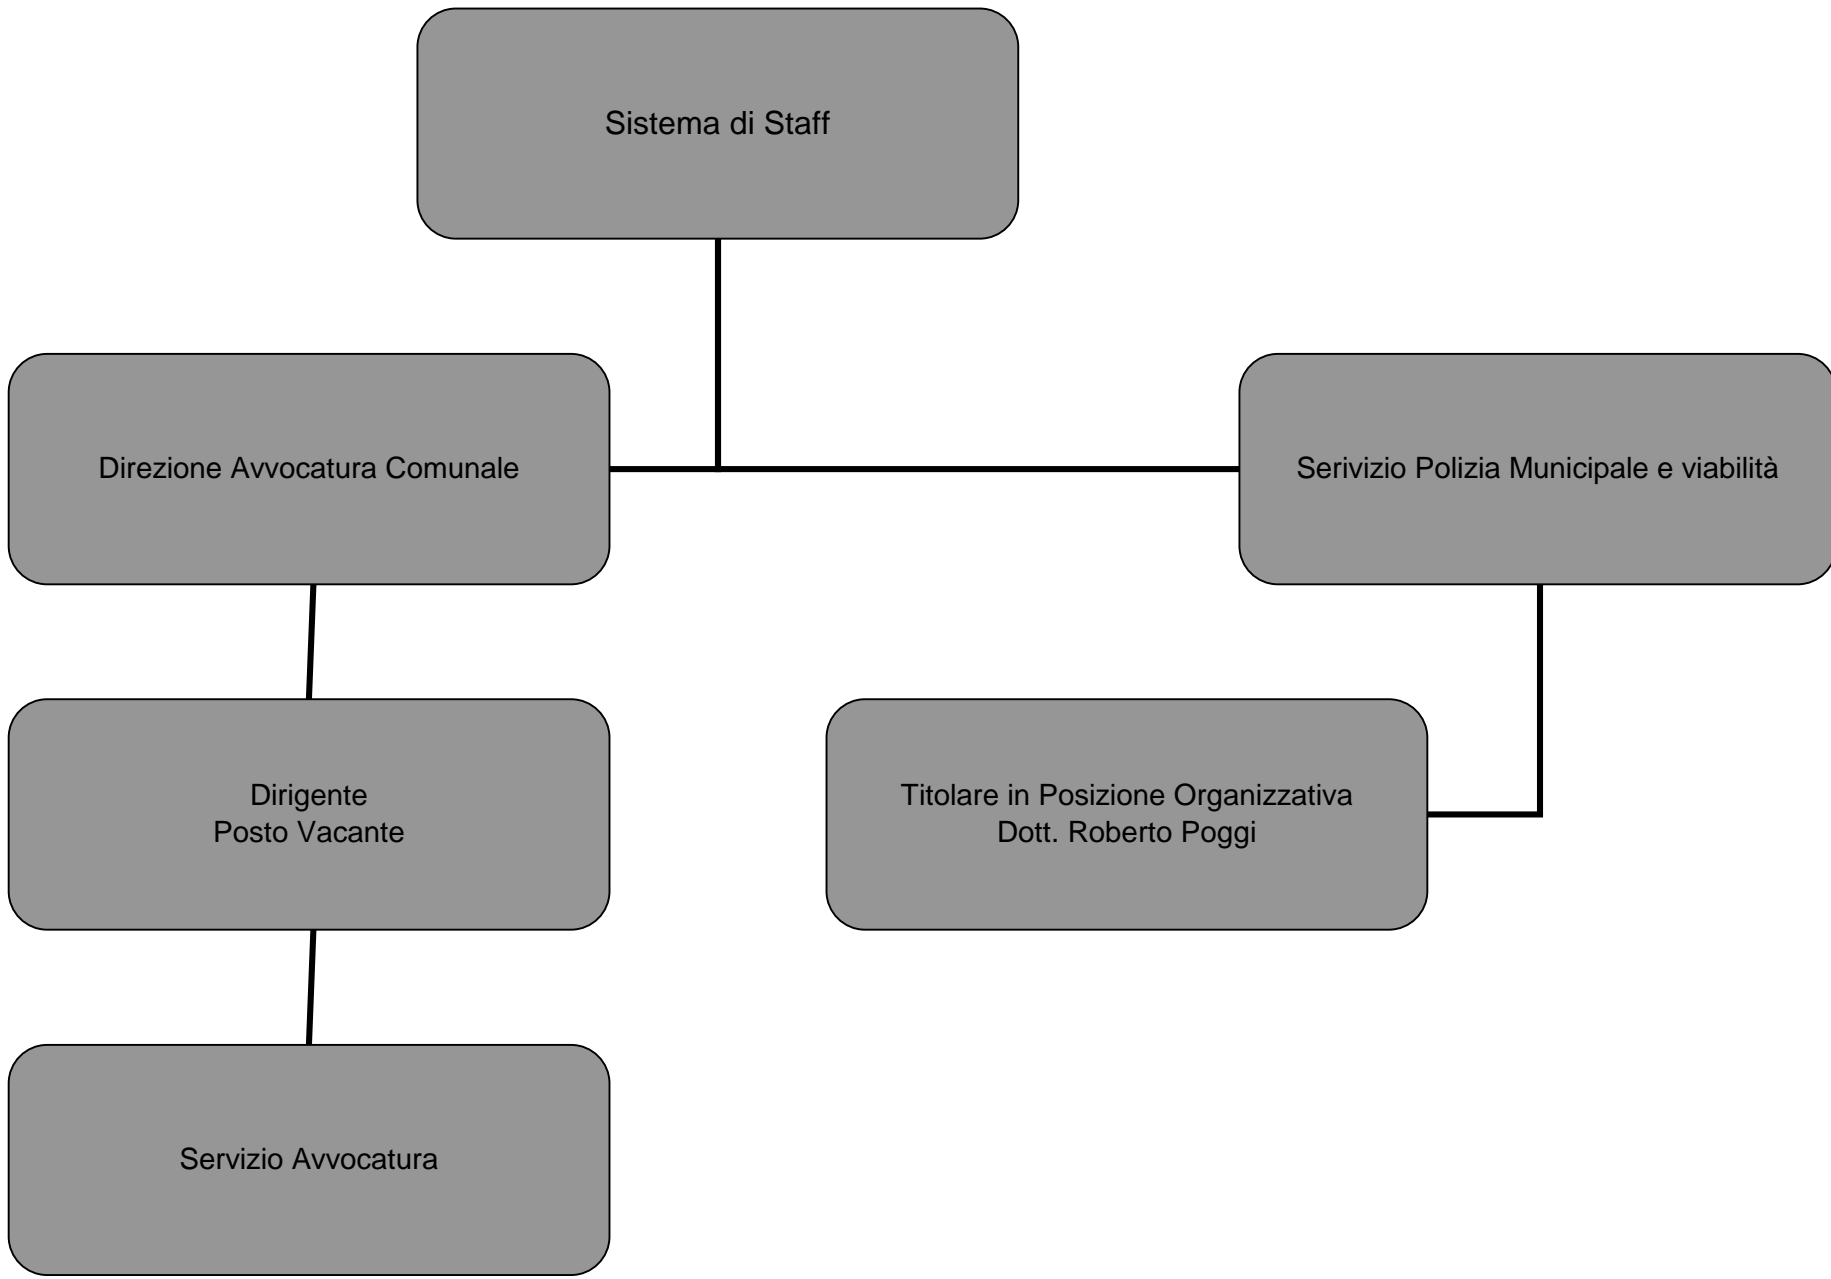 Sistema di Staff
Direzione Avvocatura Comunale
Serivizio Polizia Municipale e viabilità
Dirigente
Posto Vacante
Titolare in Posizione Organizzativa
Dott. Roberto Poggi
Servizio Avvocatura